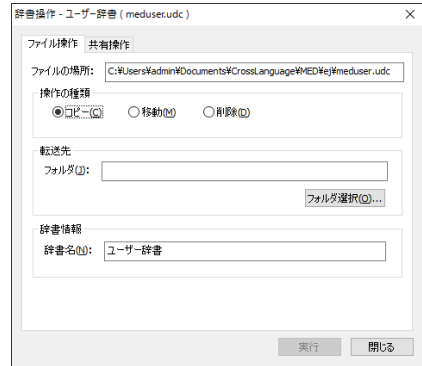 辞書操作 - ユーザー辞書 ( meduser.udc )
ファイル操作 共有操作
ファイルの場所: C:¥Users¥admin¥Documents¥CrossLanguage¥MED¥ej¥meduser.udc
操作の種類
コピー(C) 移動(M) 削除(D)
転送先
フォルダ(J):
フォルダ選択(O)...
辞書情報
辞書名(N): ユーザー辞書
実行 閉じる